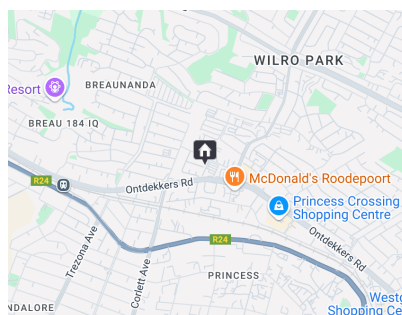 WILRO PARK
BREAUNANDA
Resort
BREAU 184 IQ
McDonald's Roodepoort
R24
Ontdekkers Rd
Princess Crossing
Shopping Centre
Ontdekkers Rd
Trezona Ave
R24
Corlett Ave
PRINCESS
Westg
Shopping Ce
NDALORE